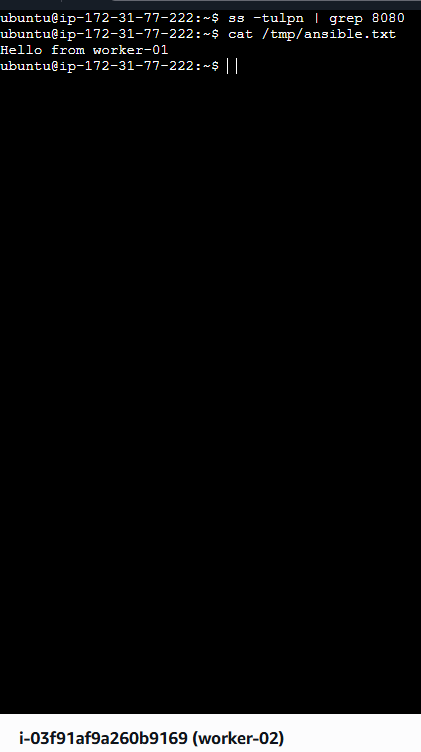 ubuntu@ip-172-31-77-222:~$ ss -tulpn | grep 8080
ubuntu@ip-172-31-77-222:~$ cat /tmp/ansible.txt
Hello from worker-01
ubuntu@ip-172-31-77-222:~$
i-03f91af9a260b9169 (worker-02)